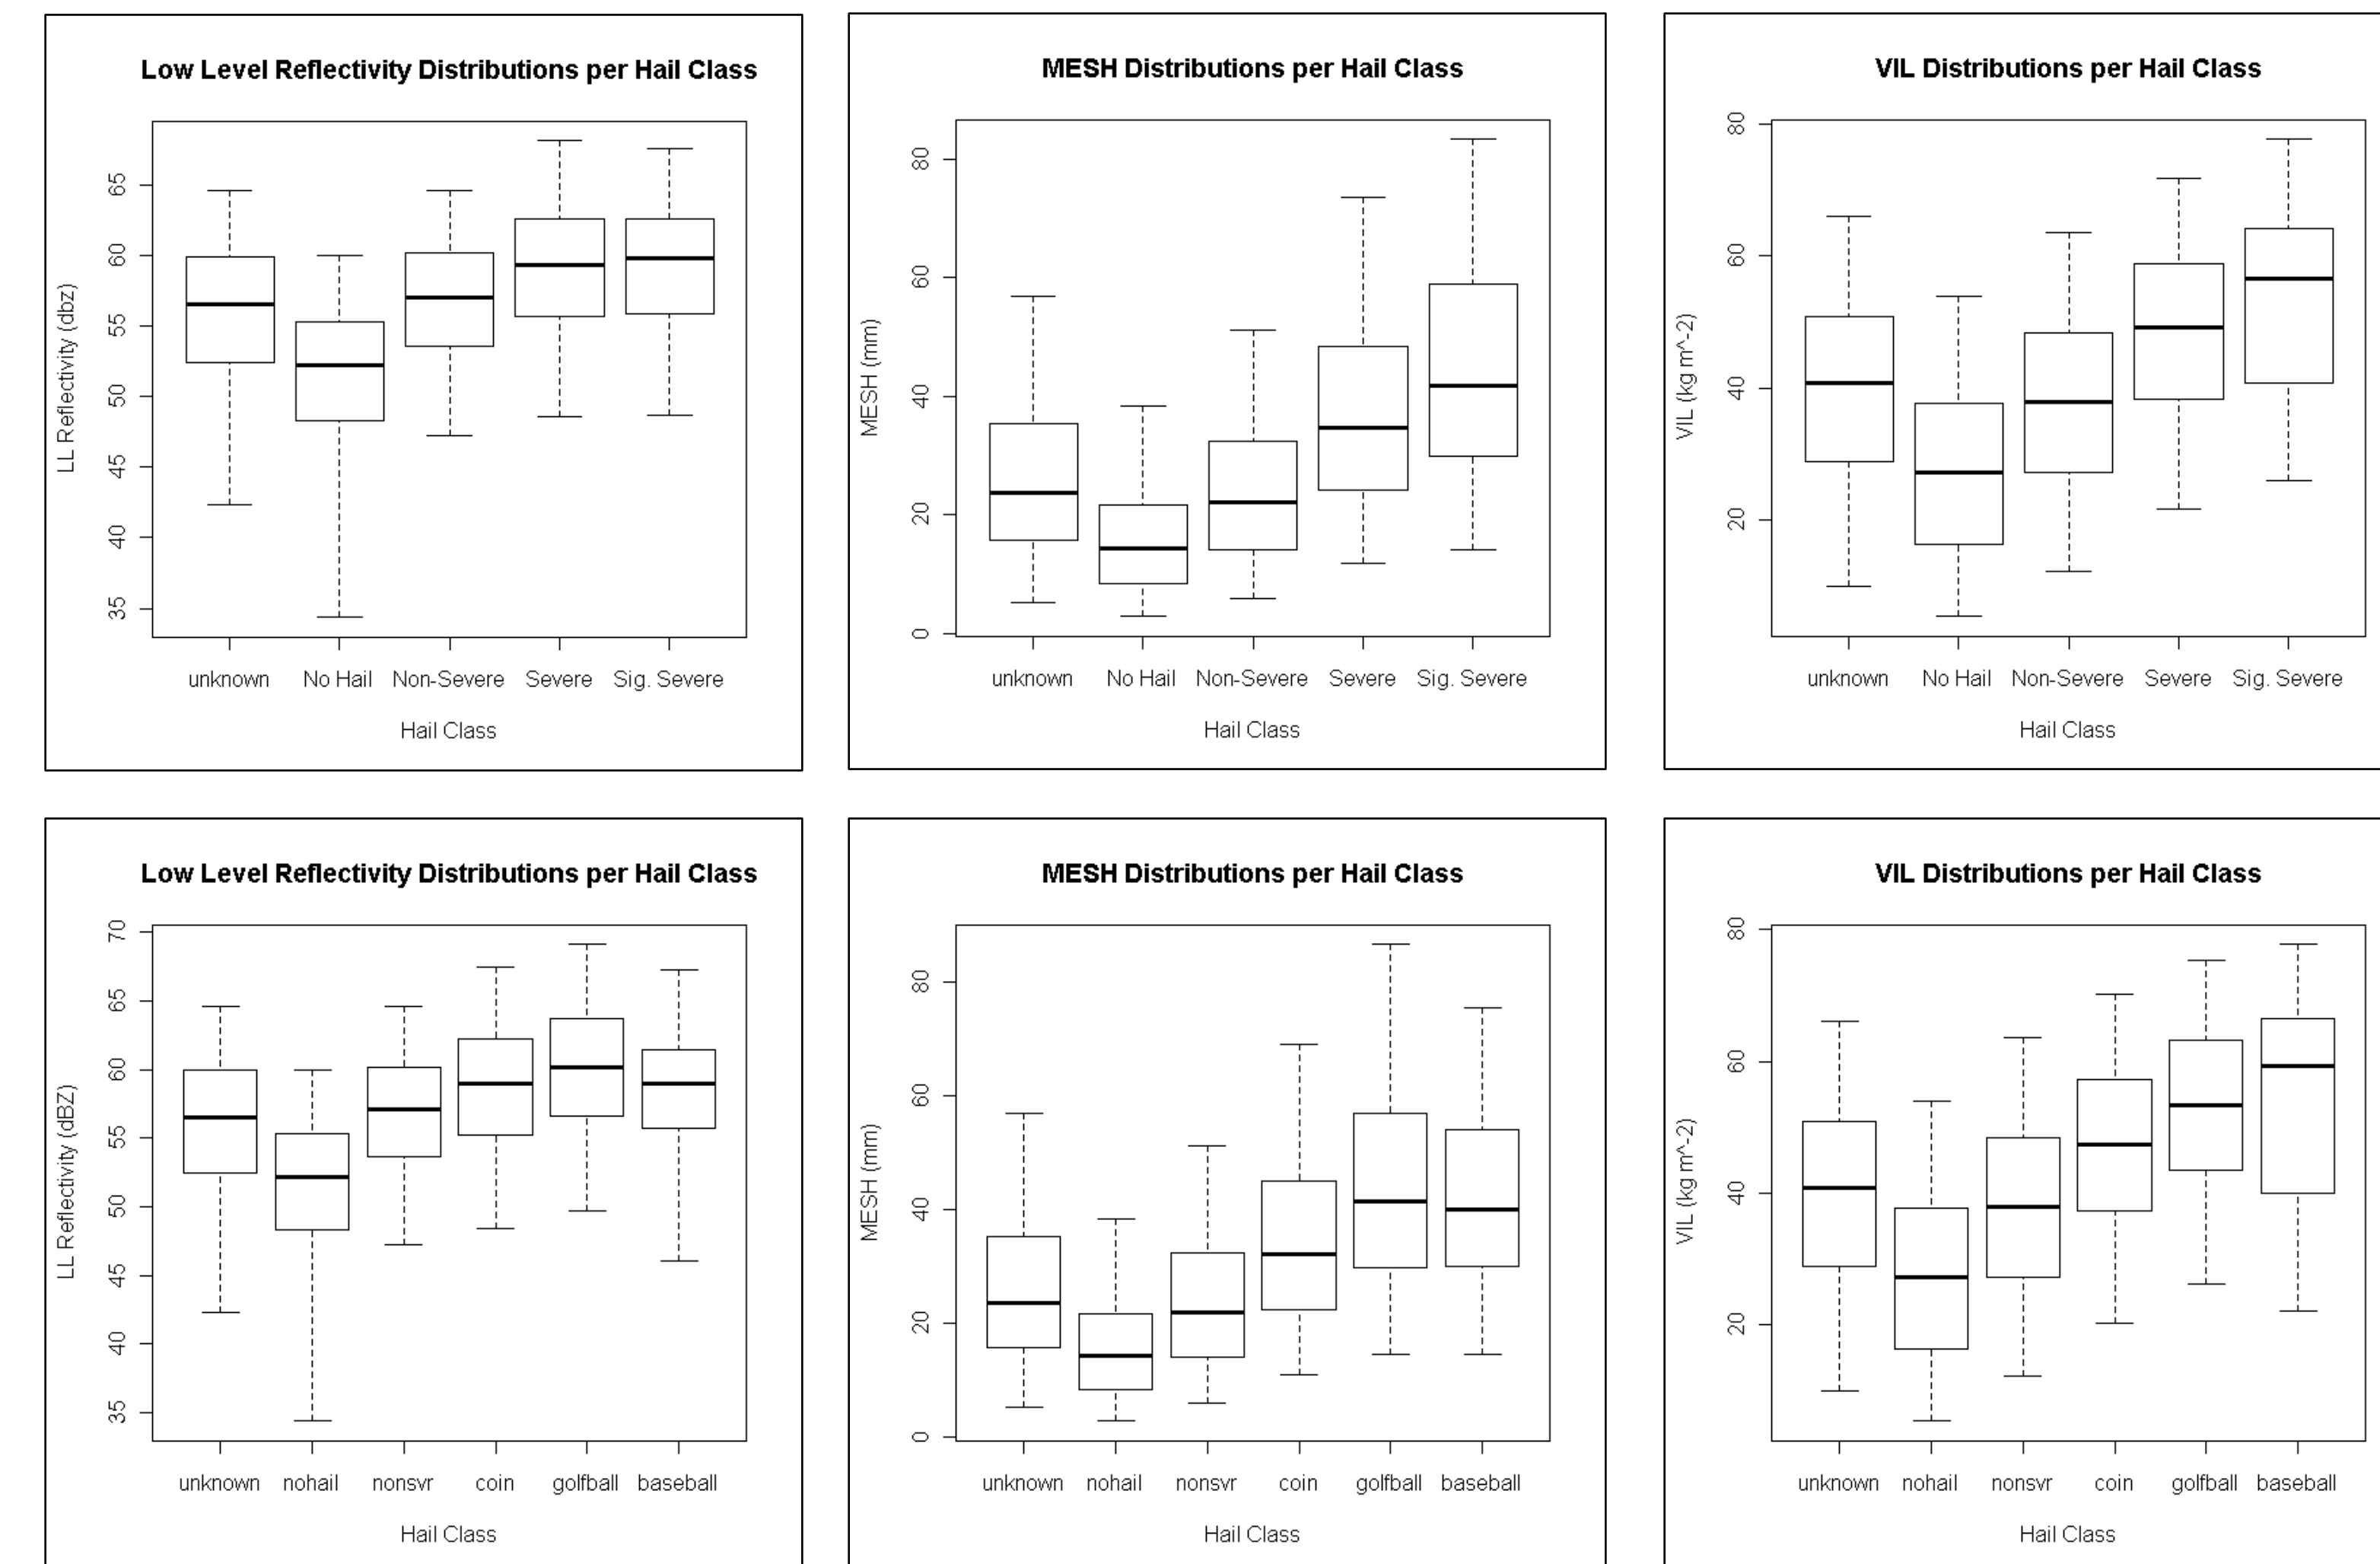 Low Level Reflectivity Distributions per Hail Class
LL Reflectivity (dbz)
65
60
55
50
45
40
35
unknown No Hail Non-Severe Severe Sig. Severe
Hail Class
MESH Distributions per Hail Class
MESH (mm)
80
60
40
20
0
unknown No Hail Non-Severe Severe Sig. Severe
Hail Class
VIL Distributions per Hail Class
VIL (kg m^-2)
80
60
40
20
unknown No Hail Non-Severe Severe Sig. Severe
Hail Class
Low Level Reflectivity Distributions per Hail Class
LL Reflectivity (dBZ)
70
65
60
55
50
45
40
35
unknown nohail nonsvr coin golfball baseball
Hail Class
MESH Distributions per Hail Class
MESH (mm)
80
60
40
20
0
unknown nohail nonsvr coin golfball baseball
Hail Class
VIL Distributions per Hail Class
VIL (kg m^-2)
80
60
40
20
unknown nohail nonsvr coin golfball baseball
Hail Class